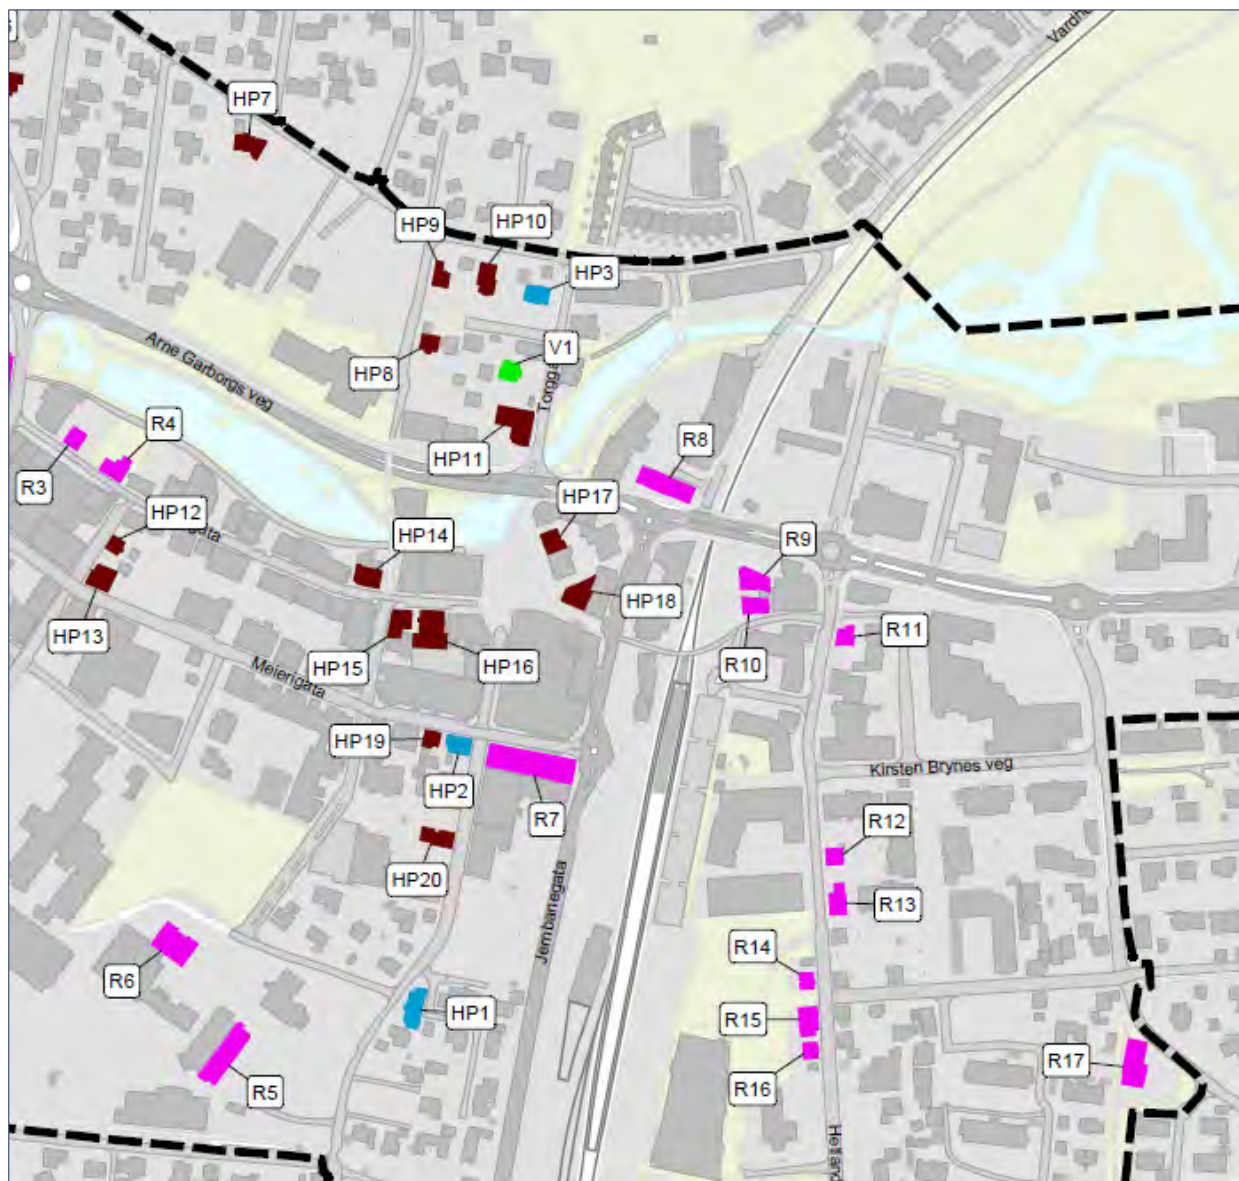 HP7
HP9
HP10
HP3
Arne Garborgs veg
HP8
V1
HP11
R4
R3
R8
HP12
HP17
HP14
R9
HP13
HP18
R11
HP15
HP16
R10
Meierigata
HP19
HP2
R7
Kirsten Brynes veg
R12
HP20
R13
Jernbanegata
R6
R14
HP1
R15
R17
R5
R16